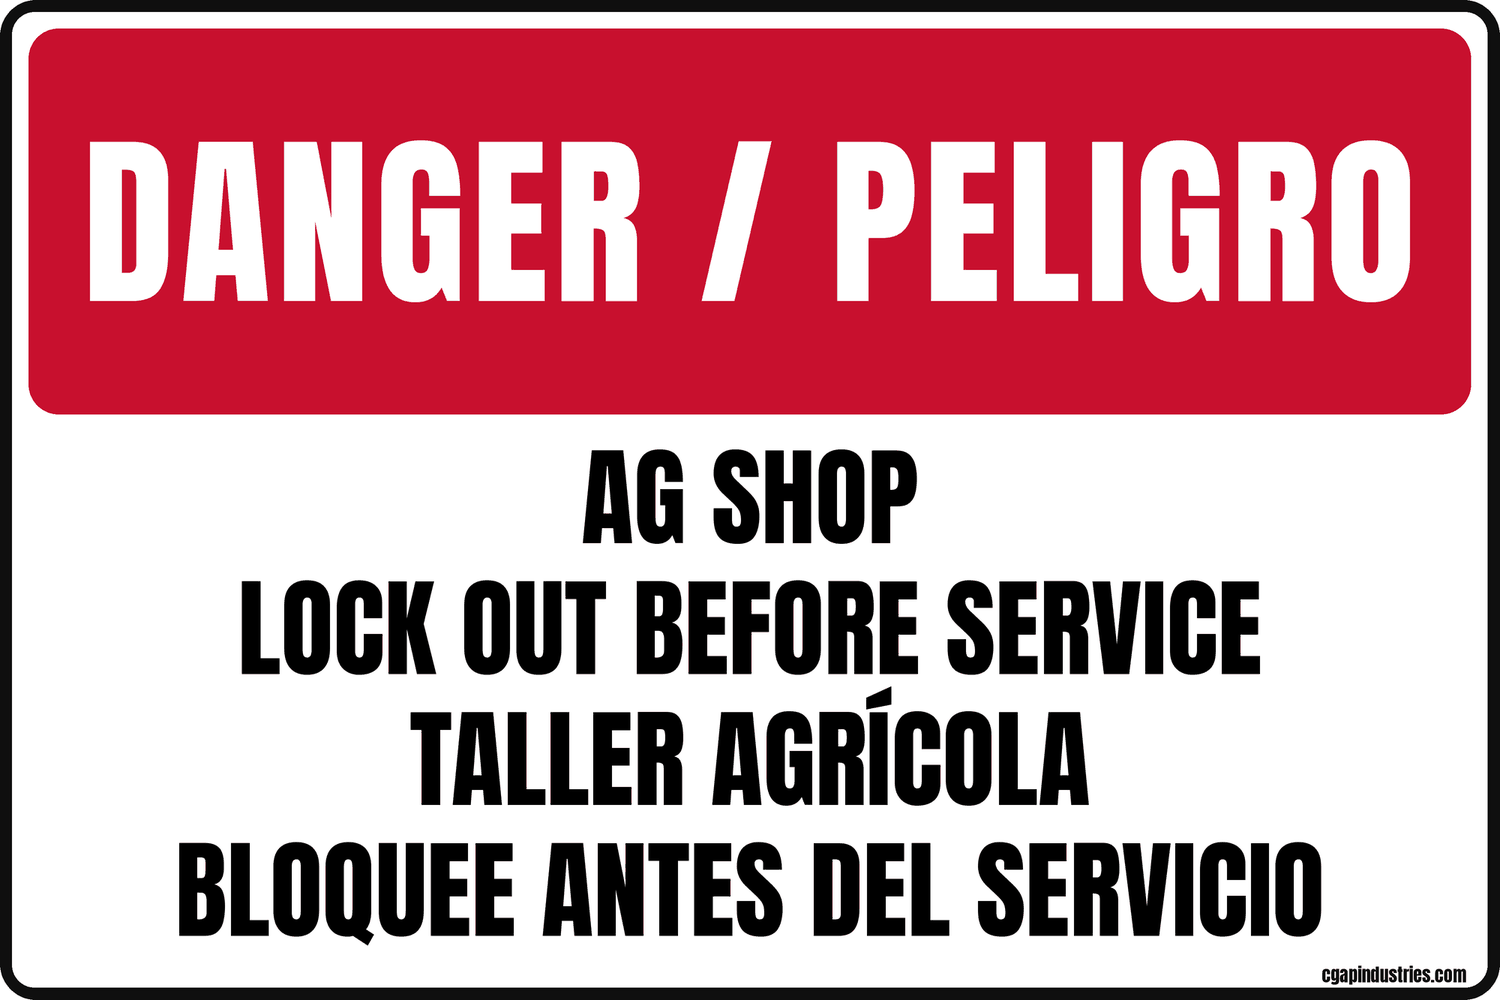 DANGER / PELIGRO
AG SHOP
LOCK OUT BEFORE SERVICE
TALLER AGRÍCOLA
BLOQUEE ANTES DEL SERVICIO
cgapindustries.com